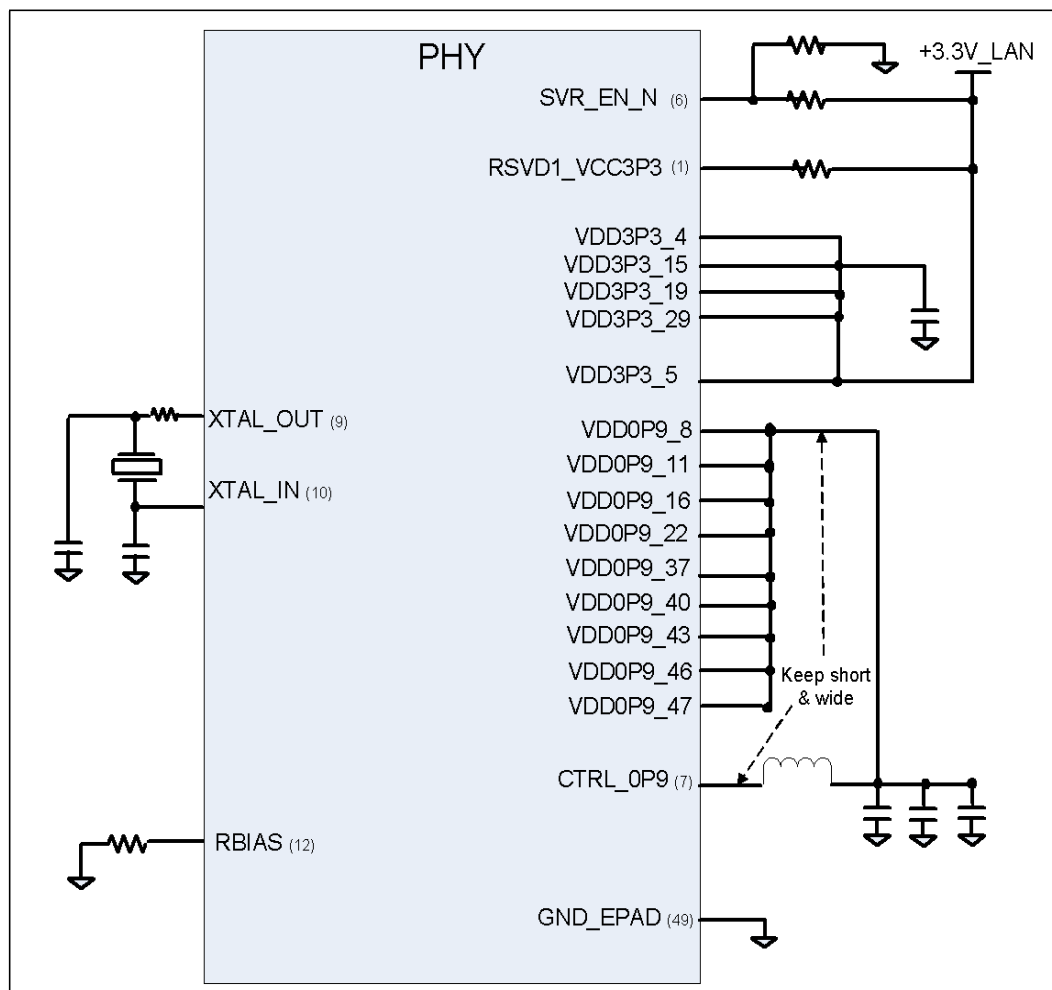 PHY
+3.3V_LAN
SVR_EN_N (6)
RSVD1_VCC3P3 (1)
VDD3P3_4
VDD3P3_15
VDD3P3_19
VDD3P3_29
VDD3P3_5
XTAL_OUT (9)
XTAL_IN (10)
VDD0P9_8
VDD0P9_11
VDD0P9_16
VDD0P9_22
VDD0P9_37
VDD0P9_40
VDD0P9_43
VDD0P9_46
VDD0P9_47
Keep short
& wide
CTRL_0P9 (7)
RBIAS (12)
GND_EPAD (49)